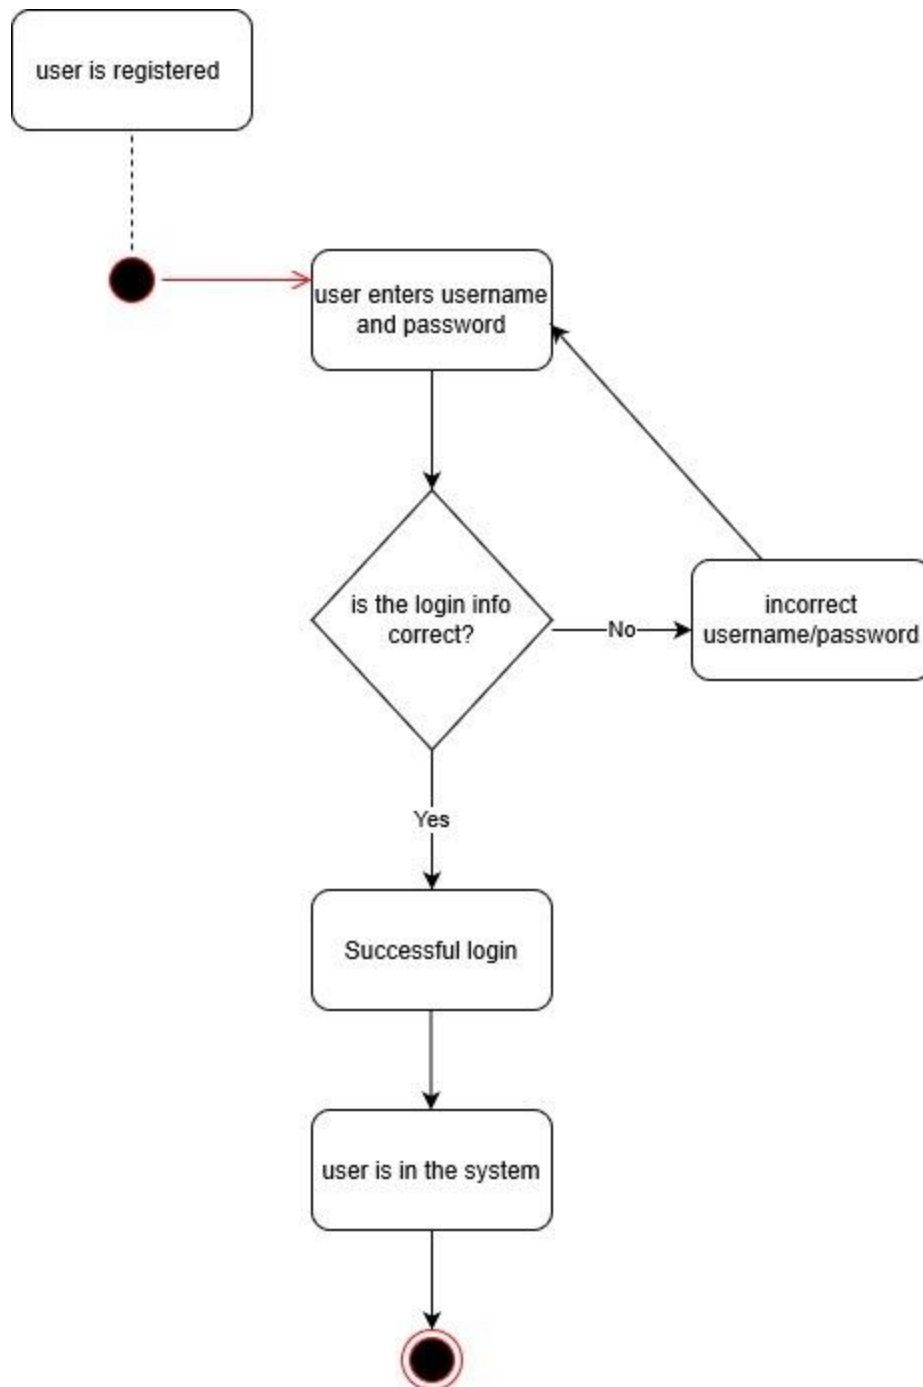 user is registered
user enters username
and password
is the login info
correct?
No
incorrect
username/password
Yes
Successful login
user is in the system